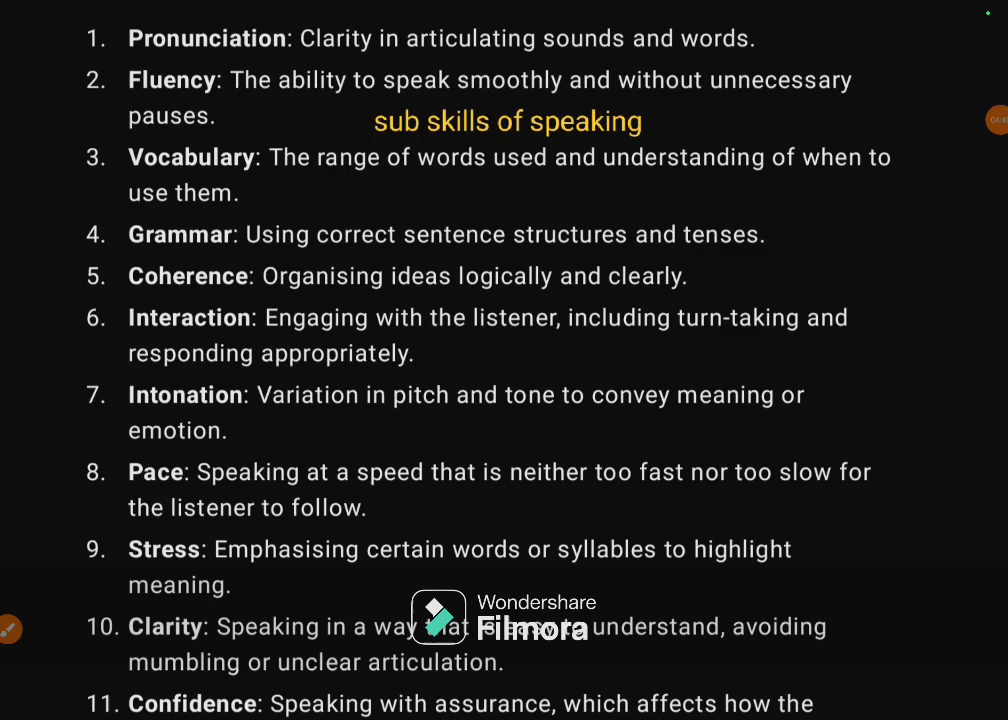 1. Pronunciation: Clarity in articulating sounds and words.
2. Fluency: The ability to speak smoothly and without unnecessary
pauses.
sub skills of speaking
3. Vocabulary: The range of words used and understanding of when to
use them.
4. Grammar: Using correct sentence structures and tenses.
5. Coherence: Organising ideas logically and clearly.
6. Interaction: Engaging with the listener, including turn-taking and
responding appropriately.
7. Intonation: Variation in pitch and tone to convey meaning or
emotion.
8. Pace: Speaking at a speed that is neither too fast nor too slow for
the listener to follow.
9. Stress: Emphasising certain words or syllables to highlight
meaning.
Wondershare
Filmora
10. Clarity: Speaking in a way that is easy to understand, avoiding
mumbling or unclear articulation.
11. Confidence: Speaking with assurance, which affects how the